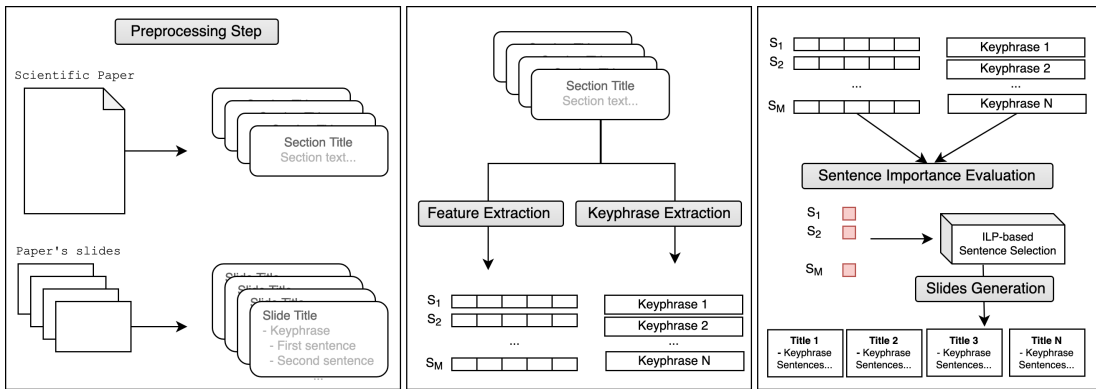 Preprocessing Step
Scientific Paper
Section Title
Section text...
Paper's slides
Slide Title
Slide Title
Slide Title
Slide Title
- Keyphrase
- First sentence
- Second sentence
...
Section Title
Section text...
Feature Extraction
Keyphrase Extraction
S1
S2
...
SM
Keyphrase 1
Keyphrase 2
Keyphrase N
S1
S2
...
SM
Keyphrase 1
Keyphrase 2
...
Keyphrase N
Sentence Importance Evaluation
S1
S2
SM
ILP-based
Sentence Selection
Slides Generation
Title 1
- Keyphrase
Sentences...
Title 2
- Keyphrase
Sentences...
Title 3
- Keyphrase
Sentences...
Title N
- Keyphrase
Sentences...